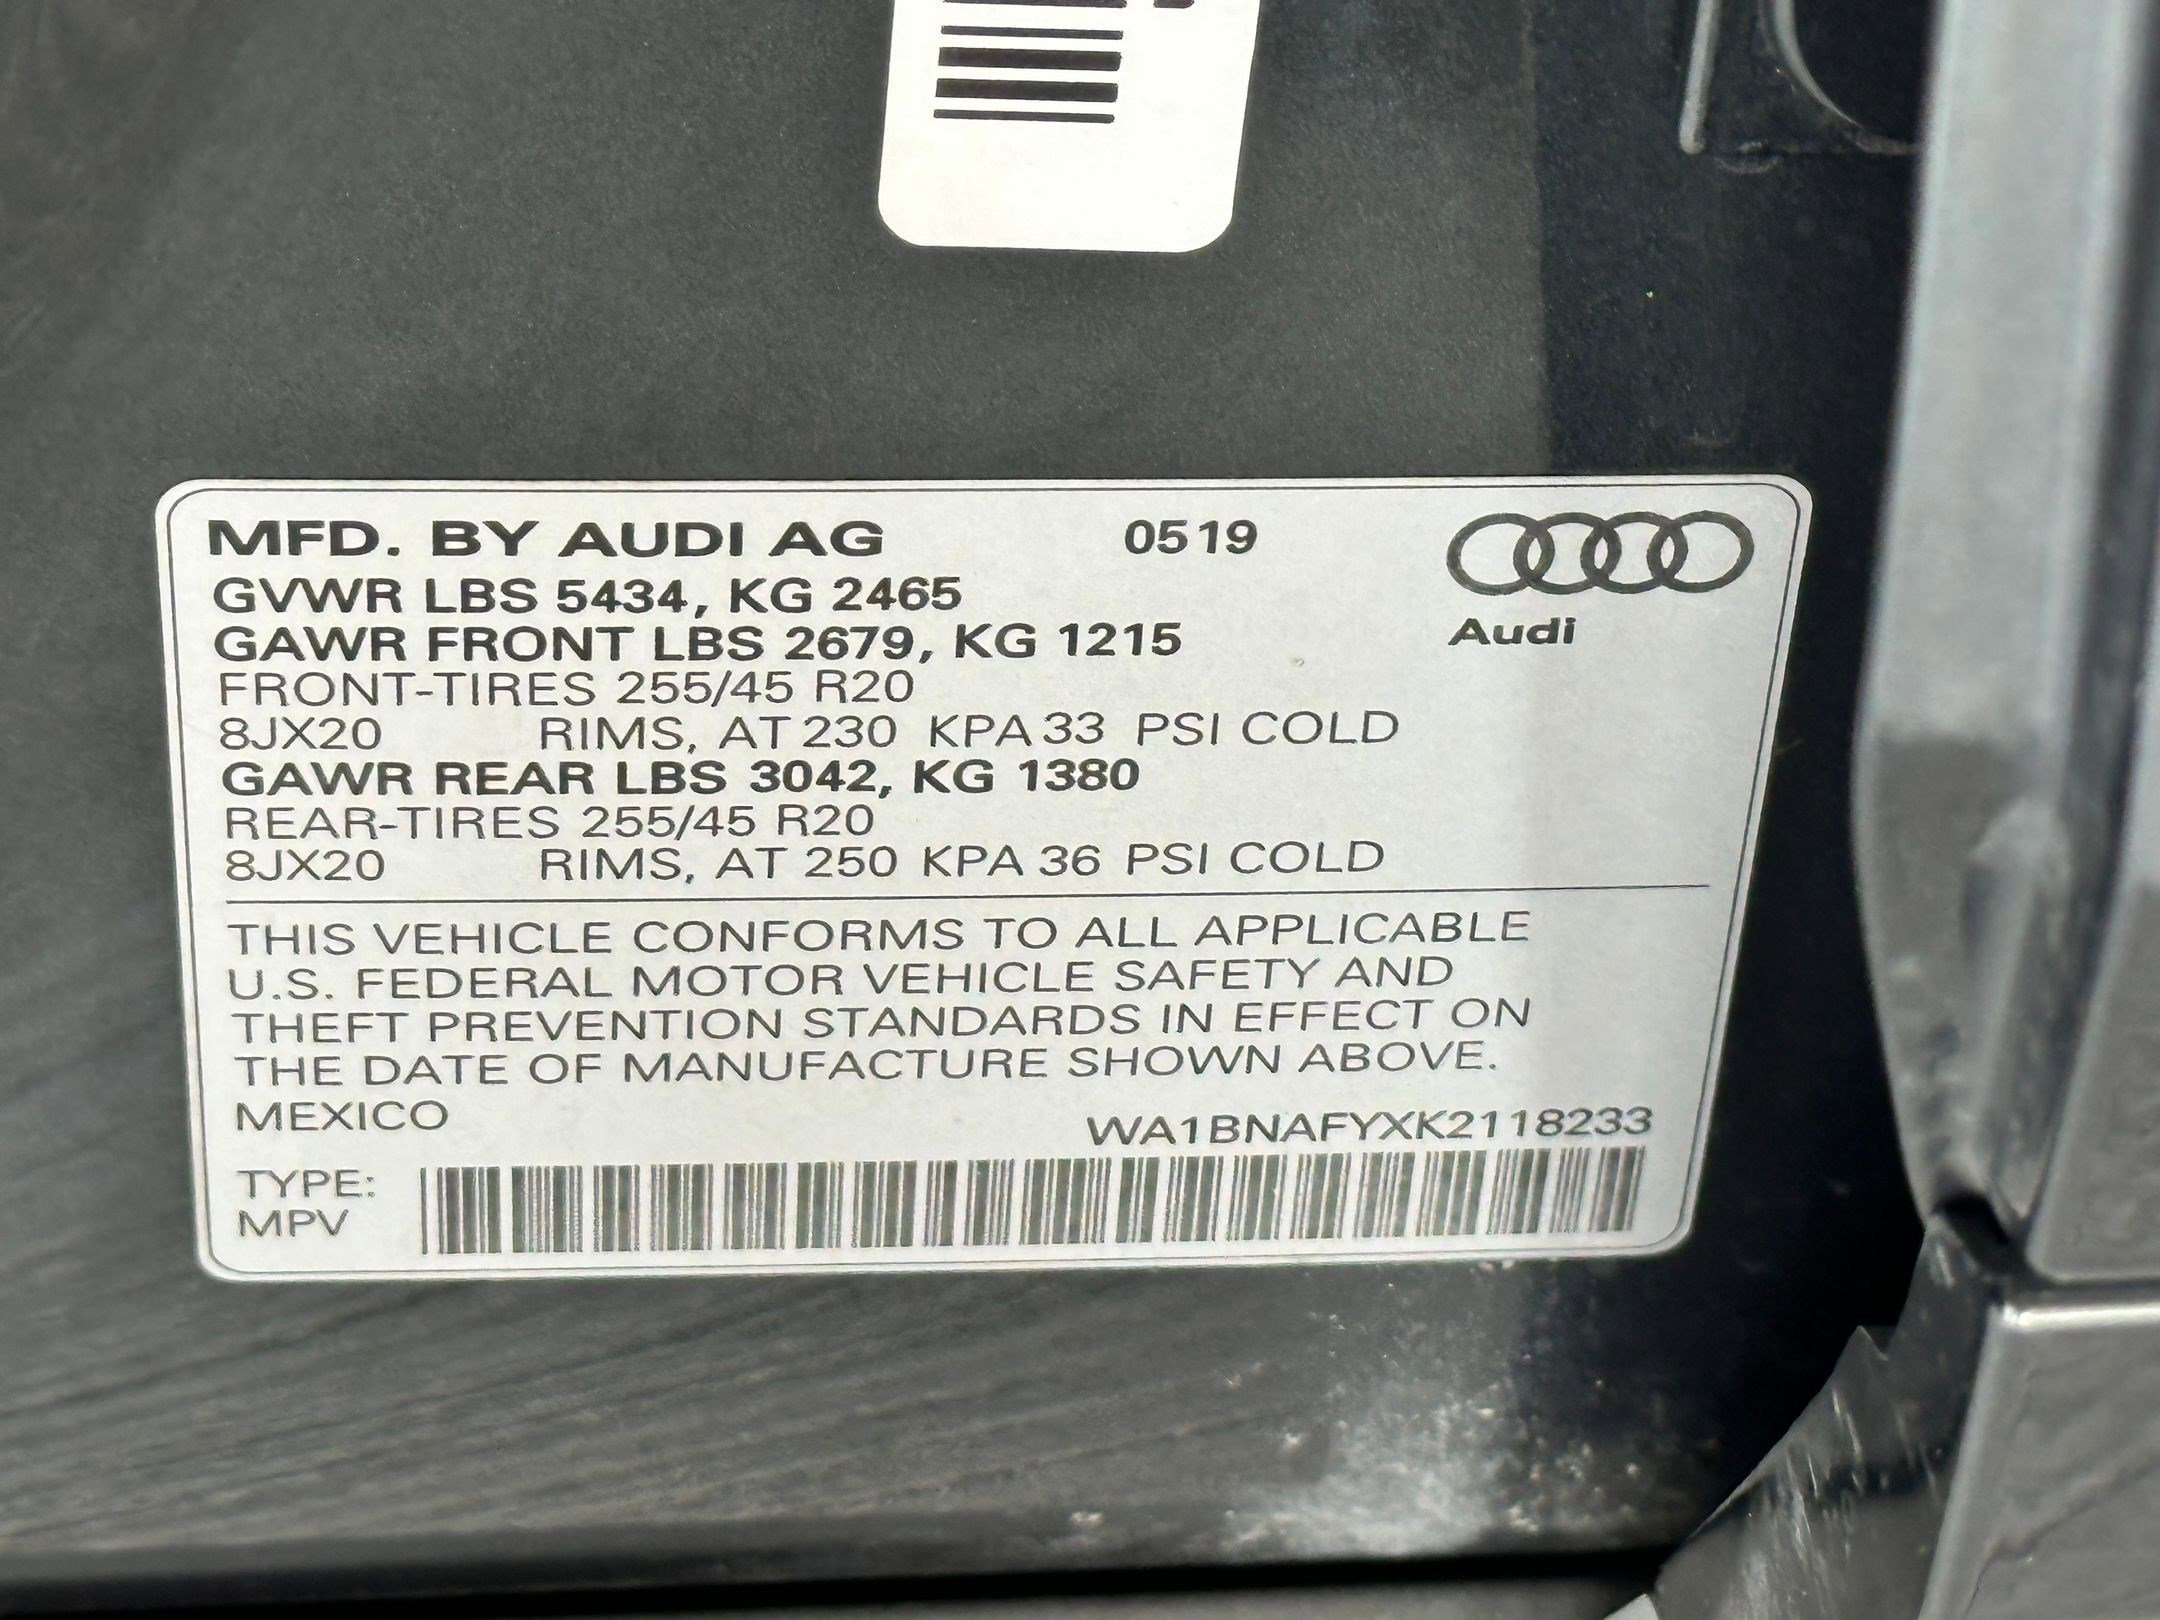 MFD. BY AUDI AG 0519
GVWR LBS 5434, KG 2465
GAWR FRONT LBS 2679, KG 1215
Audi
FRONT-TIRES 255/45 R20
8JX20 RIMS, AT 230 KPA 33 PSI COLD
GAWR REAR LBS 3042, KG 1380
REAR-TIRES 255/45 R20
8JX20 RIMS, AT 250 KPA 36 PSI COLD
THIS VEHICLE CONFORMS TO ALL APPLICABLE
U.S. FEDERAL MOTOR VEHICLE SAFETY AND
THEFT PREVENTION STANDARDS IN EFFECT ON
THE DATE OF MANUFACTURE SHOWN ABOVE.
MEXICO WA1BNAFYXK2118233
TYPE:
MPV